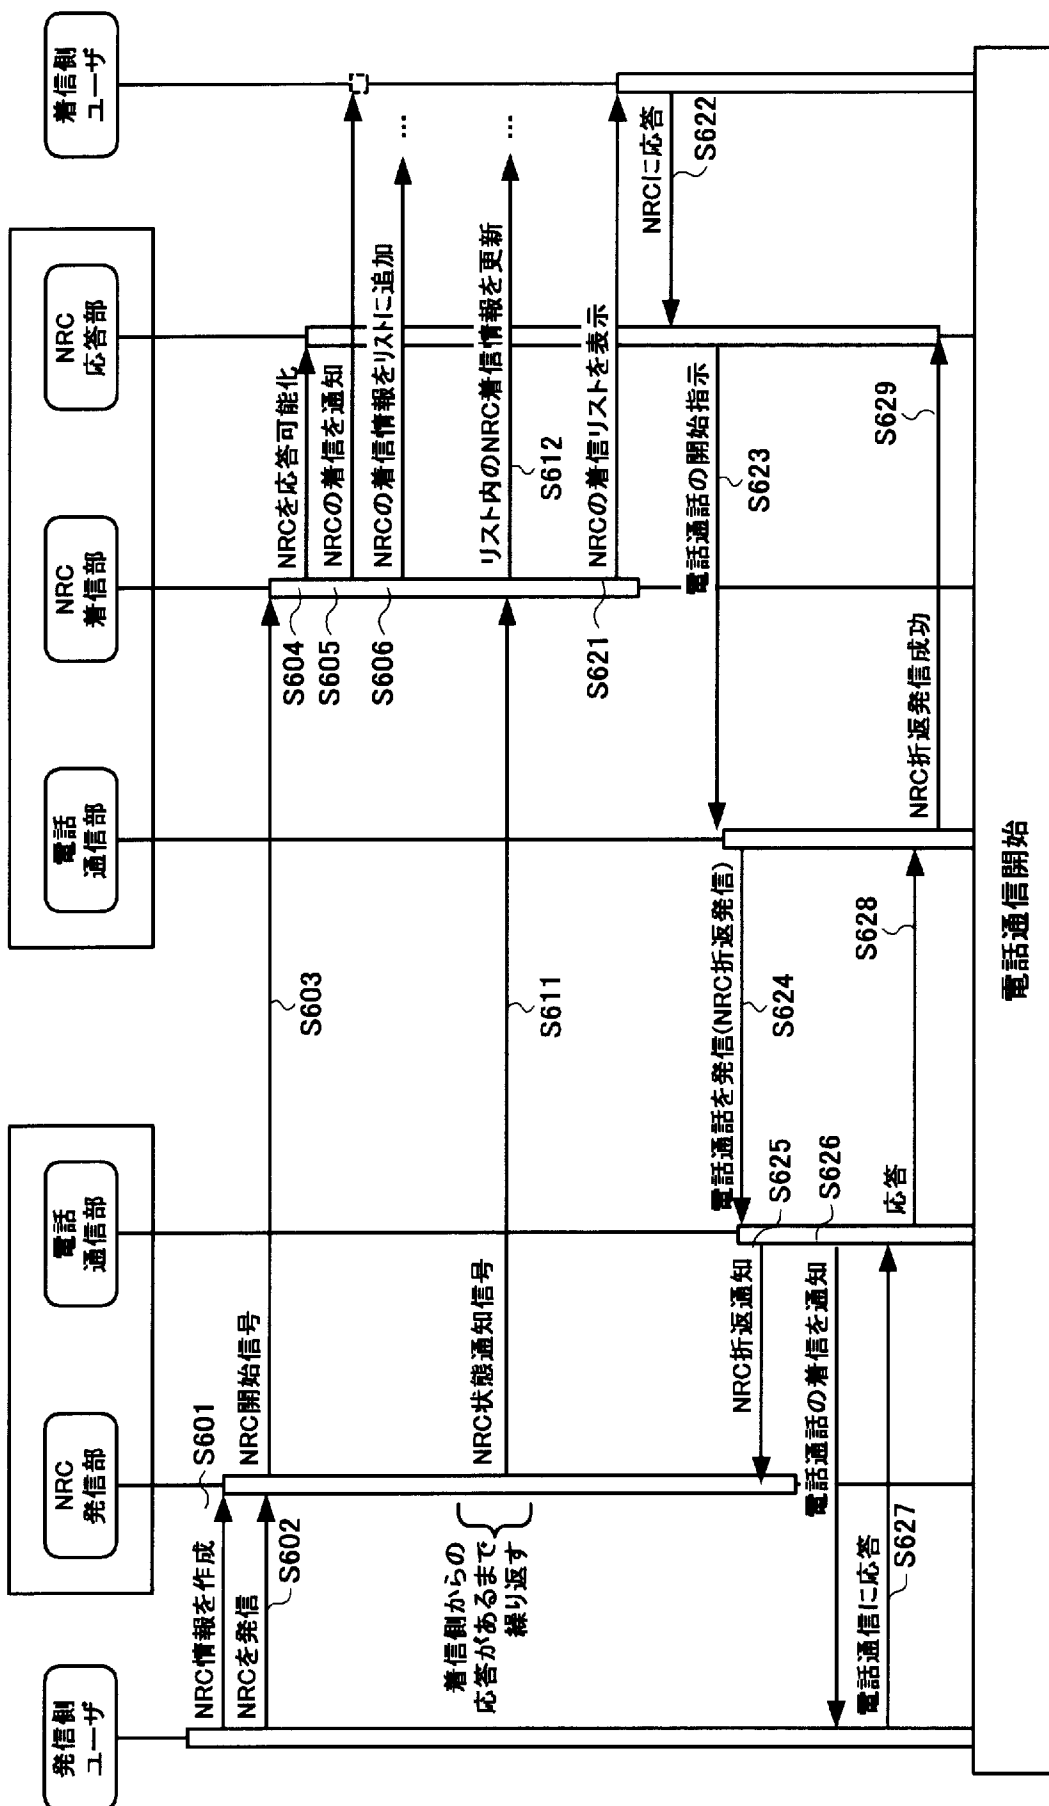 発信側
ユーザ
NRC
発信部
電話
通信部
電話
通信部
NRC
着信部
NRC
応答部
着信側
ユーザ
NRC情報を作成
S601
NRCを発信
S602
NRC開始信号
S603
NRCを応答可能化
S604
NRCの着信を通知
S605
NRCの着信情報をリストに追加
S606
...
着信側からの
応答があるまで
繰り返す
NRC状態通知信号
S611
リスト内のNRC着信情報を更新
S612
...
NRCの着信リストを表示
S621
NRCに応答
S622
電話通話の開始指示
S623
電話通話を発信(NRC折返発信)
S624
NRC折返通知
S625
電話通話の着信を通知
S626
電話通信に応答
S627
応答
S628
NRC折返発信成功
S629
電話通信開始